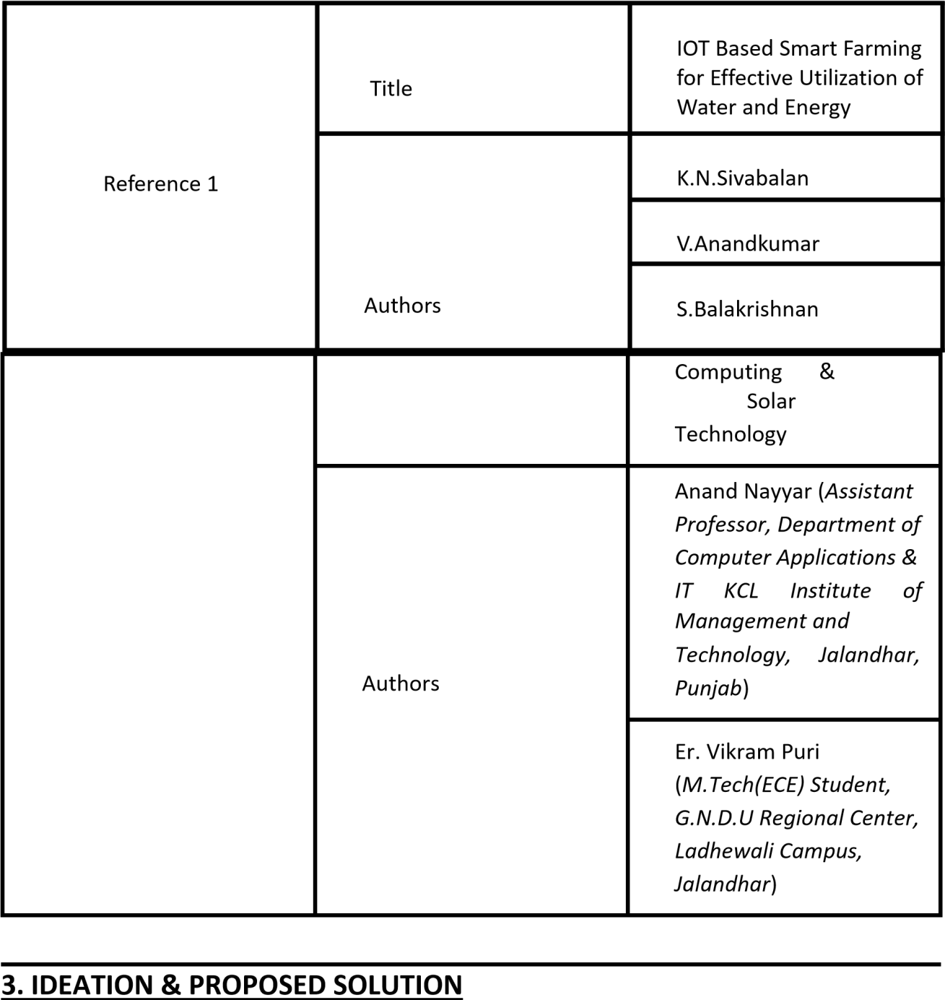 IOT Based Smart Farming
for Effective Utilization of
Water and Energy
Title
Reference 1
K.N.Sivabalan
V.Anandkumar
Authors
S.Balakrishnan
Computing &
Solar
Technology
Anand Nayyar (Assistant
Professor, Department of
Computer Applications &
IT KCL Institute of
Management and
Technology, Jalandhar,
Punjab)
Authors
Er. Vikram Puri
(M.Tech(ECE) Student,
G.N.D.U Regional Center,
Ladhewali Campus,
Jalandhar)
3. IDEATION & PROPOSED SOLUTION